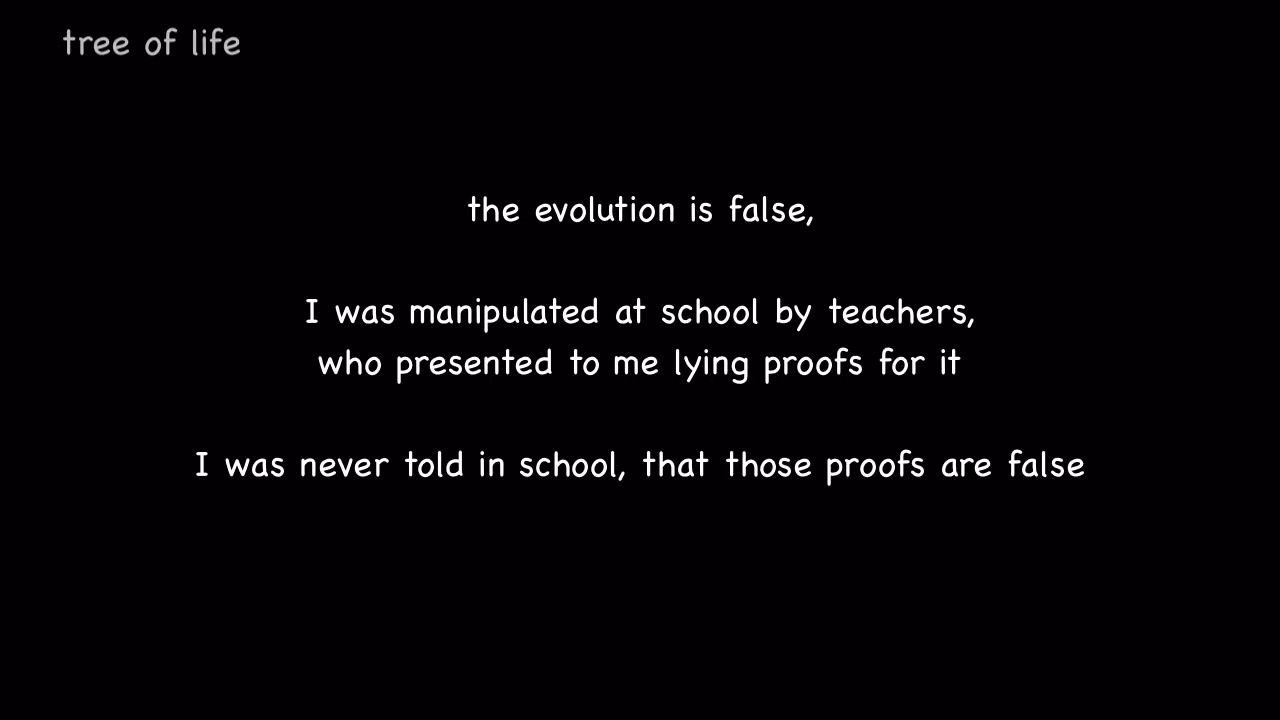 tree of life
the evolution is false,
I was manipulated at school by teachers,
who presented to me lying proofs for it
I was never told in school, that those proofs are false